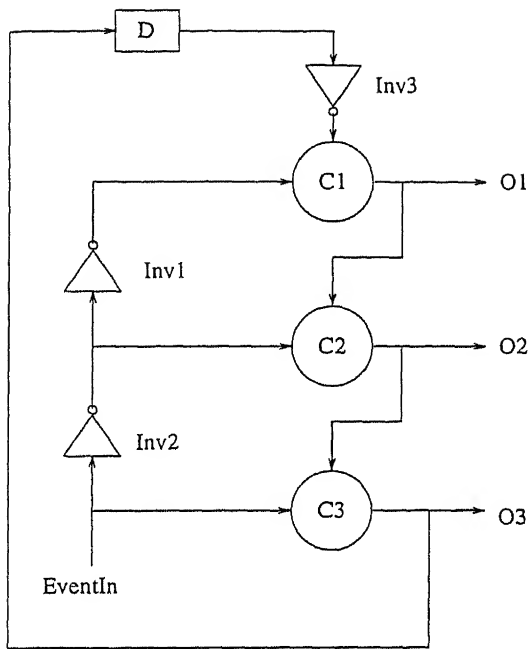 D
Inv3
C1
O1
Inv1
C2
O2
Inv2
C3
O3
EventIn